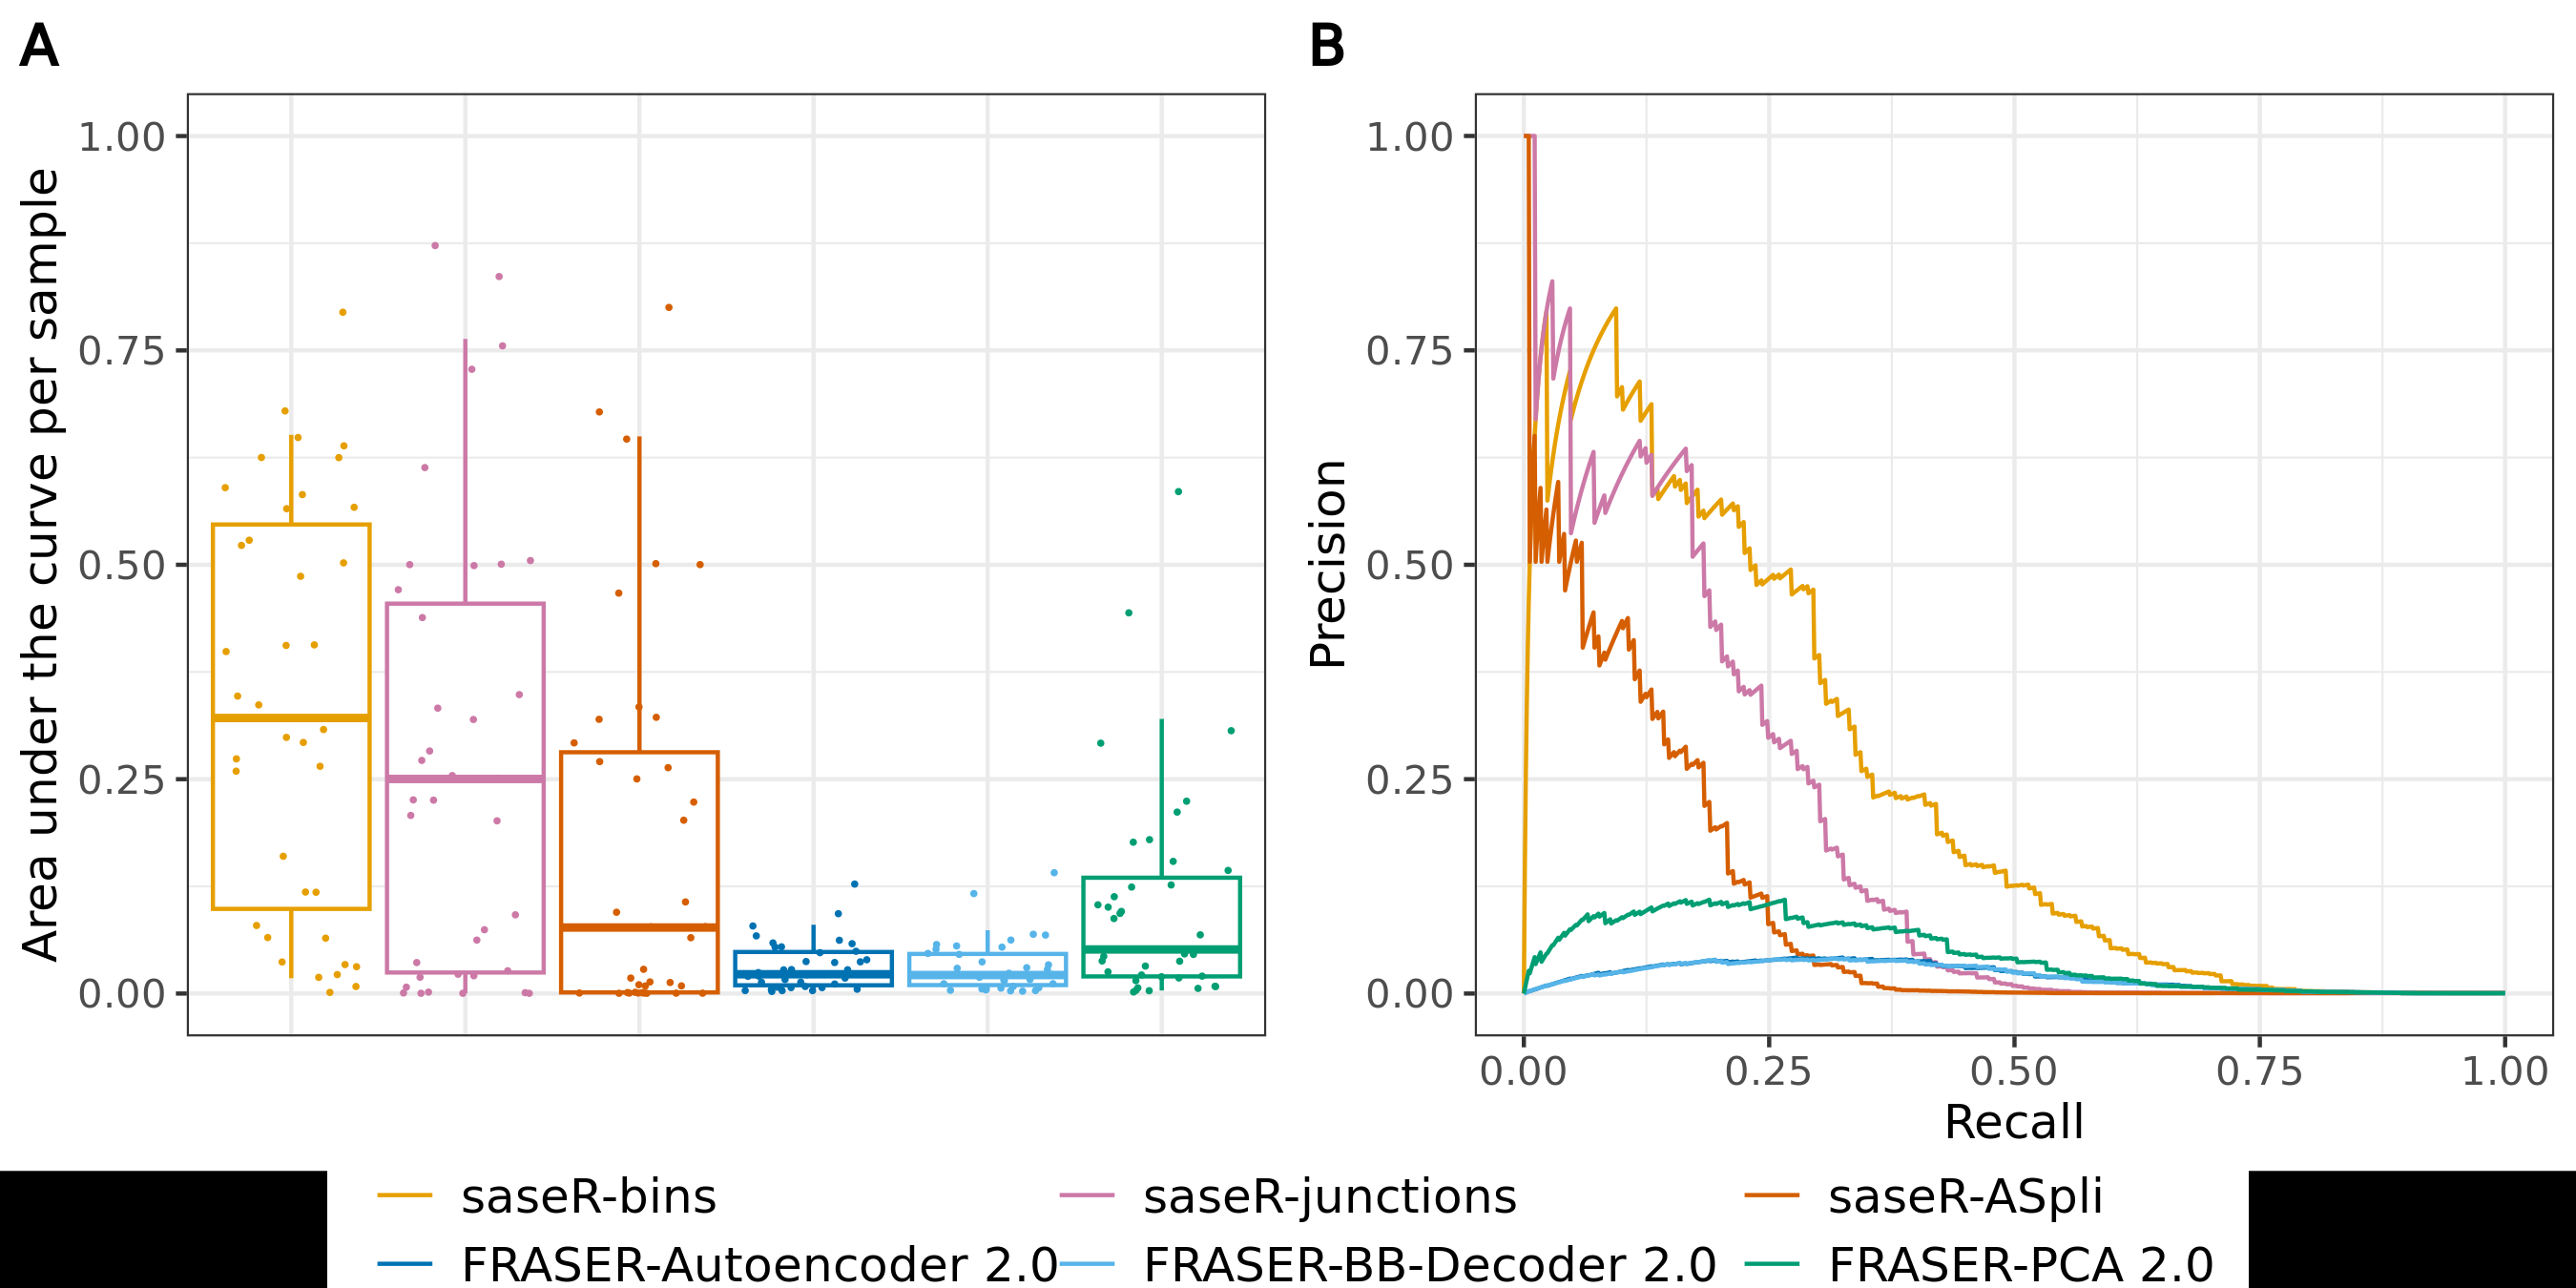 A
B
Area under the curve per sample
1.00
0.75
0.50
0.25
0.00
Precision
1.00
0.75
0.50
0.25
0.00
0.00 0.25 0.50 0.75 1.00
Recall
saseR-bins saseR-junctions saseR-ASpli
FRASER-Autoencoder 2.0 FRASER-BB-Decoder 2.0 FRASER-PCA 2.0